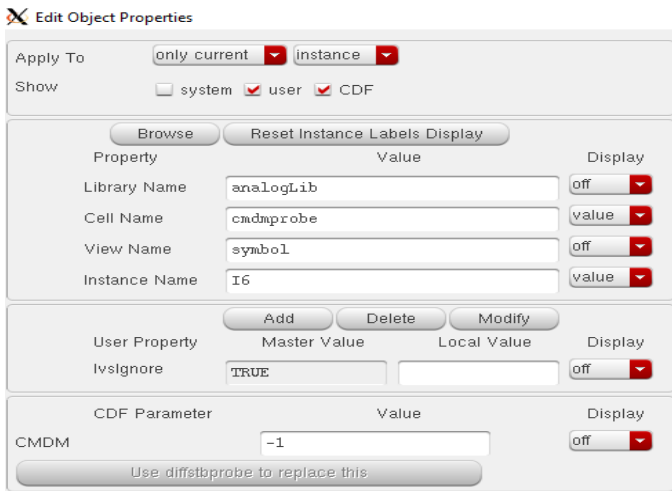 Edit Object Properties
Apply To only current instance
Show system user CDF
Browse Reset Instance Labels Display
Property Value Display
Library Name analogLib off
Cell Name cmdmprobe value
View Name symbol off
Instance Name I6 value
Add Delete Modify
User Property Master Value Local Value Display
lvsIgnore TRUE off
CDF Parameter Value Display
CMDM -1 off
Use diffstbprobe to replace this